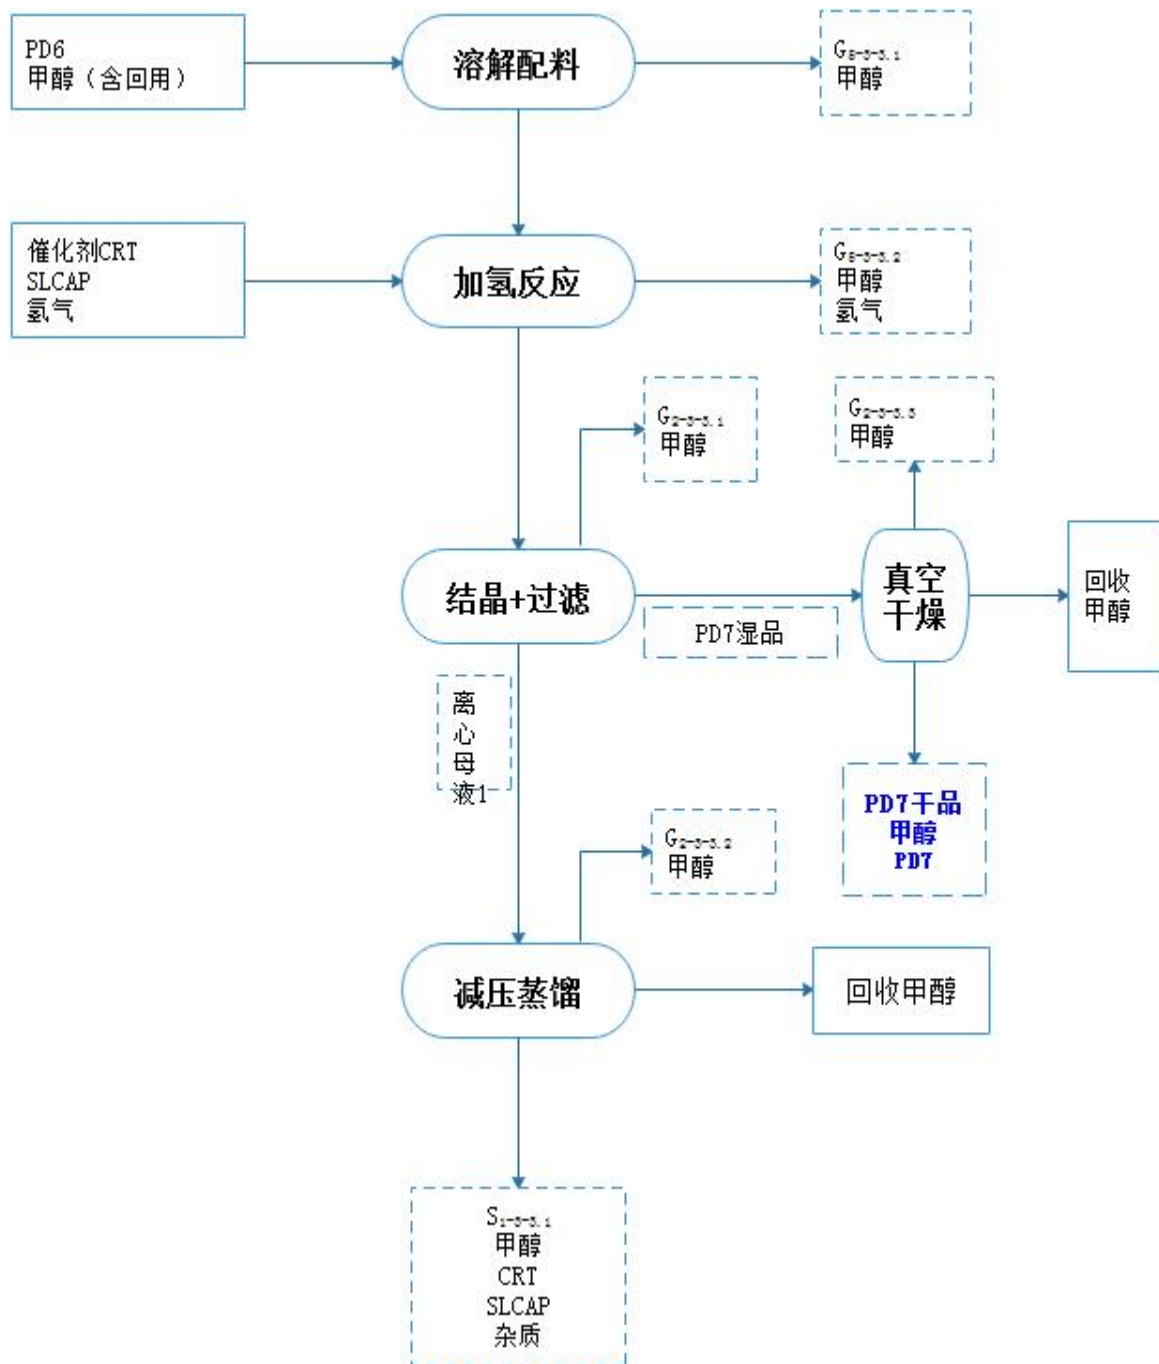 PD6
甲醇（含回用）
溶解配料
G₈₋₃₋₃.₁
甲醇
催化剂CRT
SLCAP
氢气
加氢反应
G₈₋₃₋₃.₂
甲醇
氢气
G₂₋₃₋₃.₁
甲醇
G₂₋₃₋₃.₃
甲醇
结晶+过滤
PD7湿品
真空
干燥
回收
甲醇
离
心
母
液1
PD7干品
甲醇
PD7
G₂₋₃₋₃.₂
甲醇
减压蒸馏
回收甲醇
S₁₋₃₋₃.₁
甲醇
CRT
SLCAP
杂质